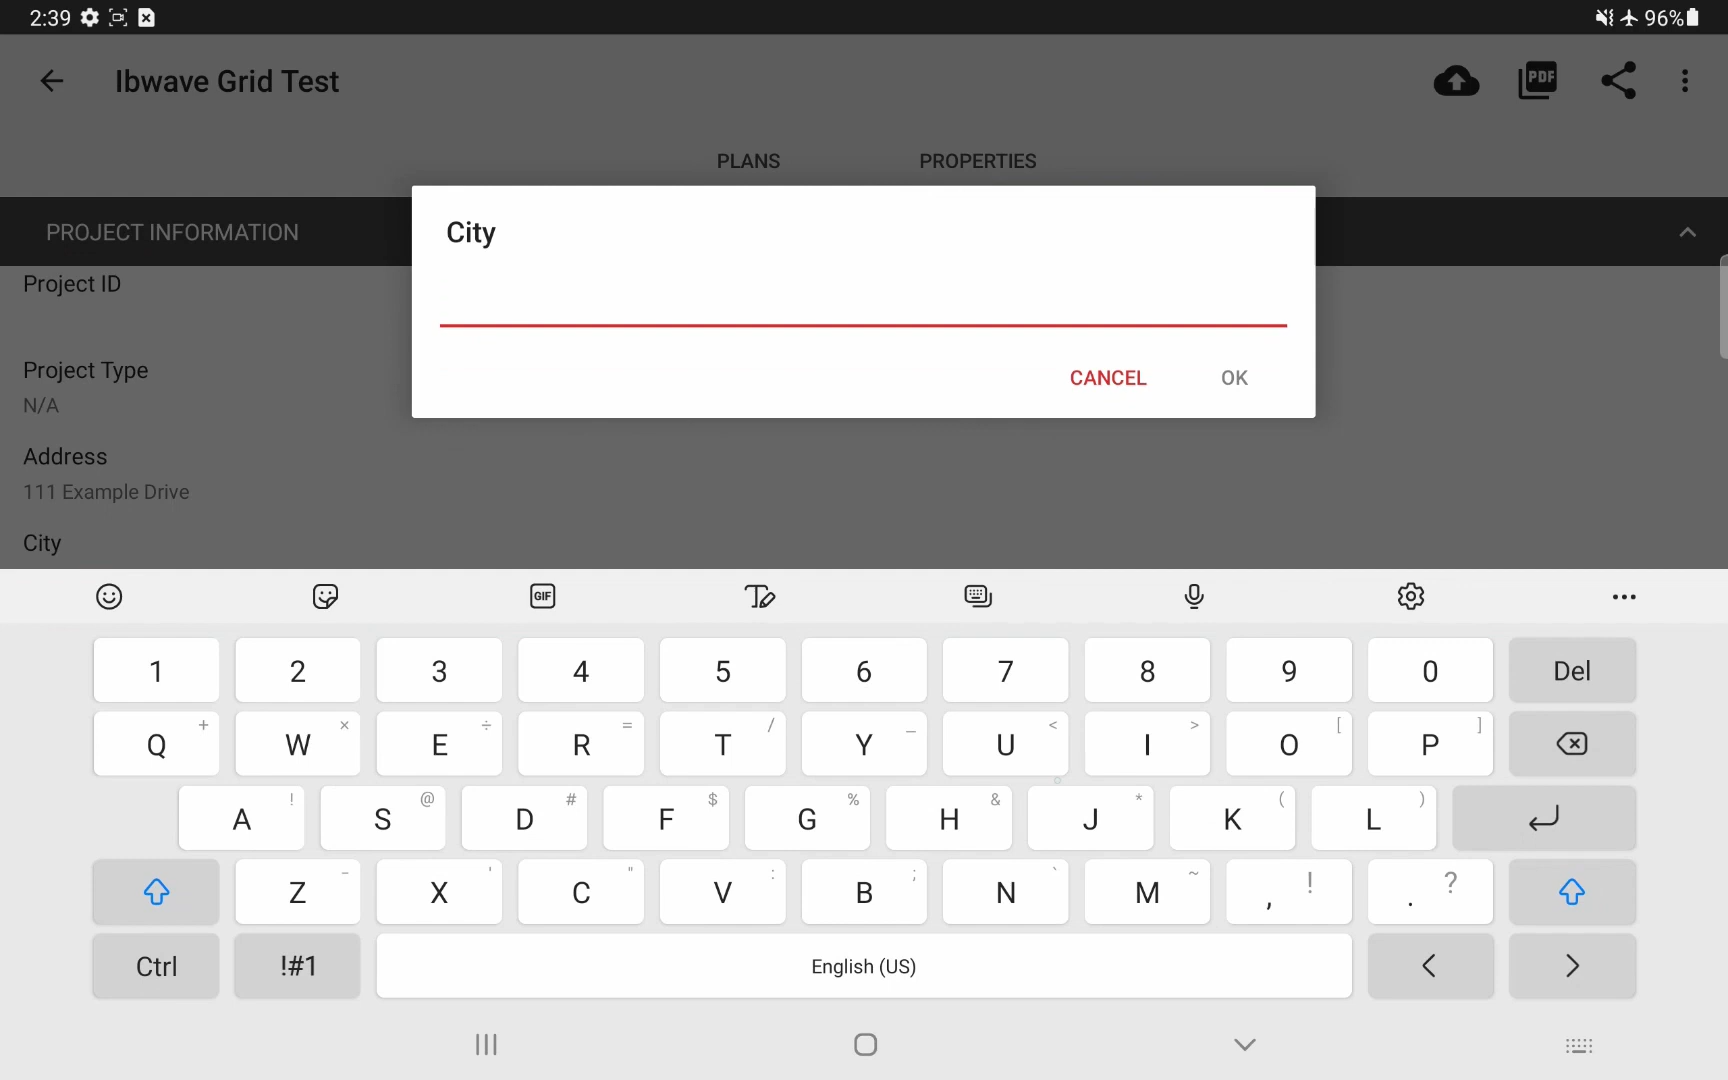 2:39 96%
Ibwave Grid Test PDF
PLANS PROPERTIES
PROJECT INFORMATION
City
Project ID
CANCEL OK
Project Type
N/A
Address
111 Example Drive
City
GIF
1 2 3 4 5 6 7 8 9 0 Del
Q + W × E ÷ R = T / Y _ U < I > O [ P ]
A ! S @ D # F $ G % H & J * K ( L )
Z - X ' C " V : B ; N ` M ~ , ! . ?
Ctrl !#1 English (US) < >